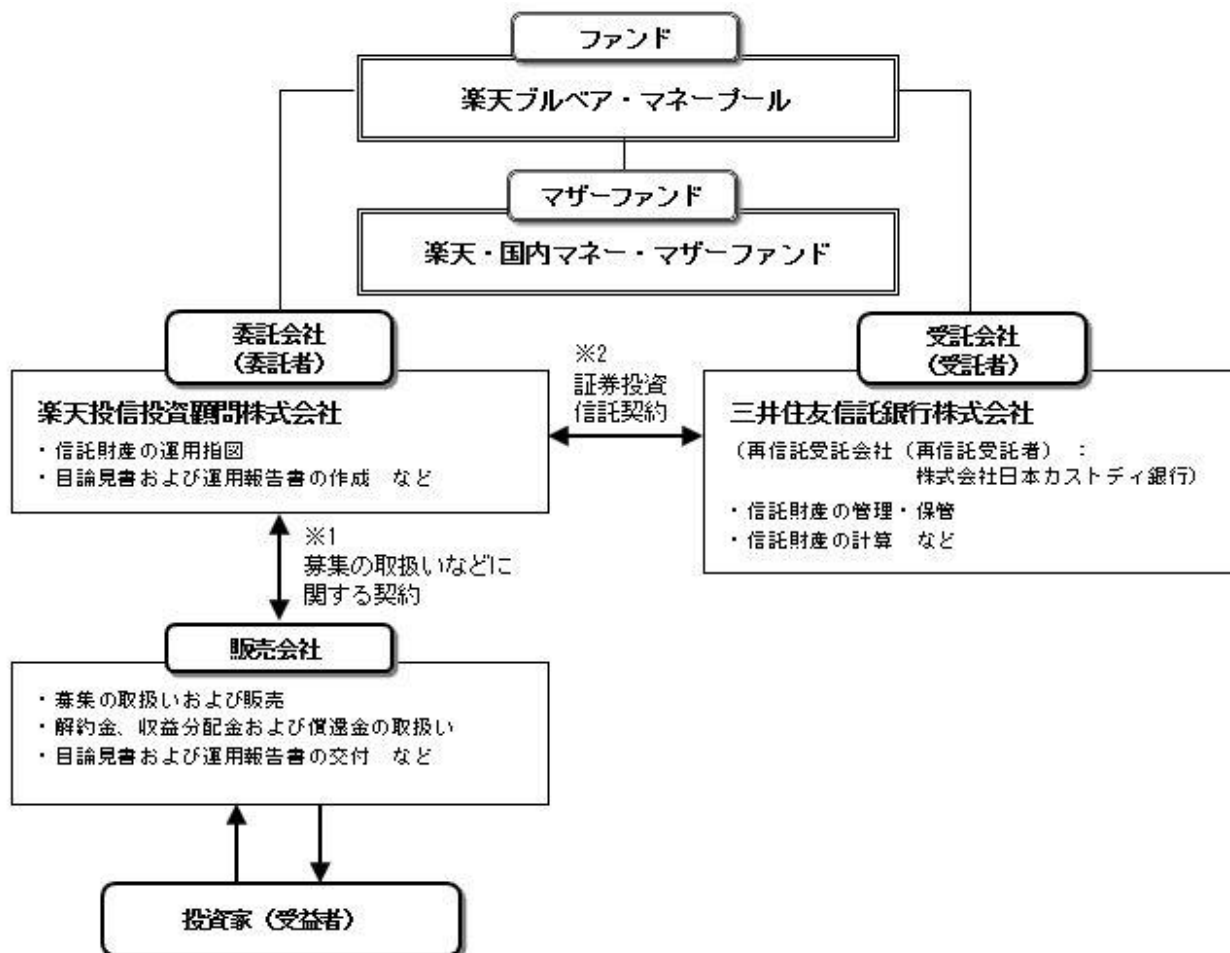 ファンド
楽天ブルベア・マネープール
マザーファンド
楽天・国内マネー・マザーファンド
委託会社
（委託者）
楽天投信投資顧問株式会社
・信託財産の運用指図
・目論見書および運用報告書の作成　など
※2
証券投資
信託契約
受託会社
（受託者）
三井住友信託銀行株式会社
（再信託受託会社（再信託受託者）　：
株式会社日本カストディ銀行）
・信託財産の管理・保管
・信託財産の計算　など
※1
募集の取扱いなどに
関する契約
販売会社
・募集の取扱いおよび販売
・解約金、収益分配金および償還金の取扱い
・目論見書および運用報告書の交付　など
投資家（受益者）